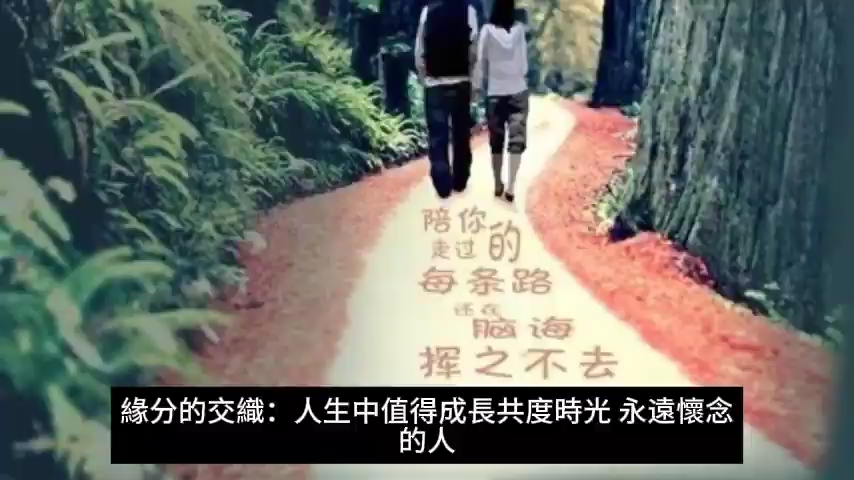 陪你
走过的
每条路
还在
脑诲
挥之不去
緣分的交織：人生中值得成長共度時光 永遠懷念
的人